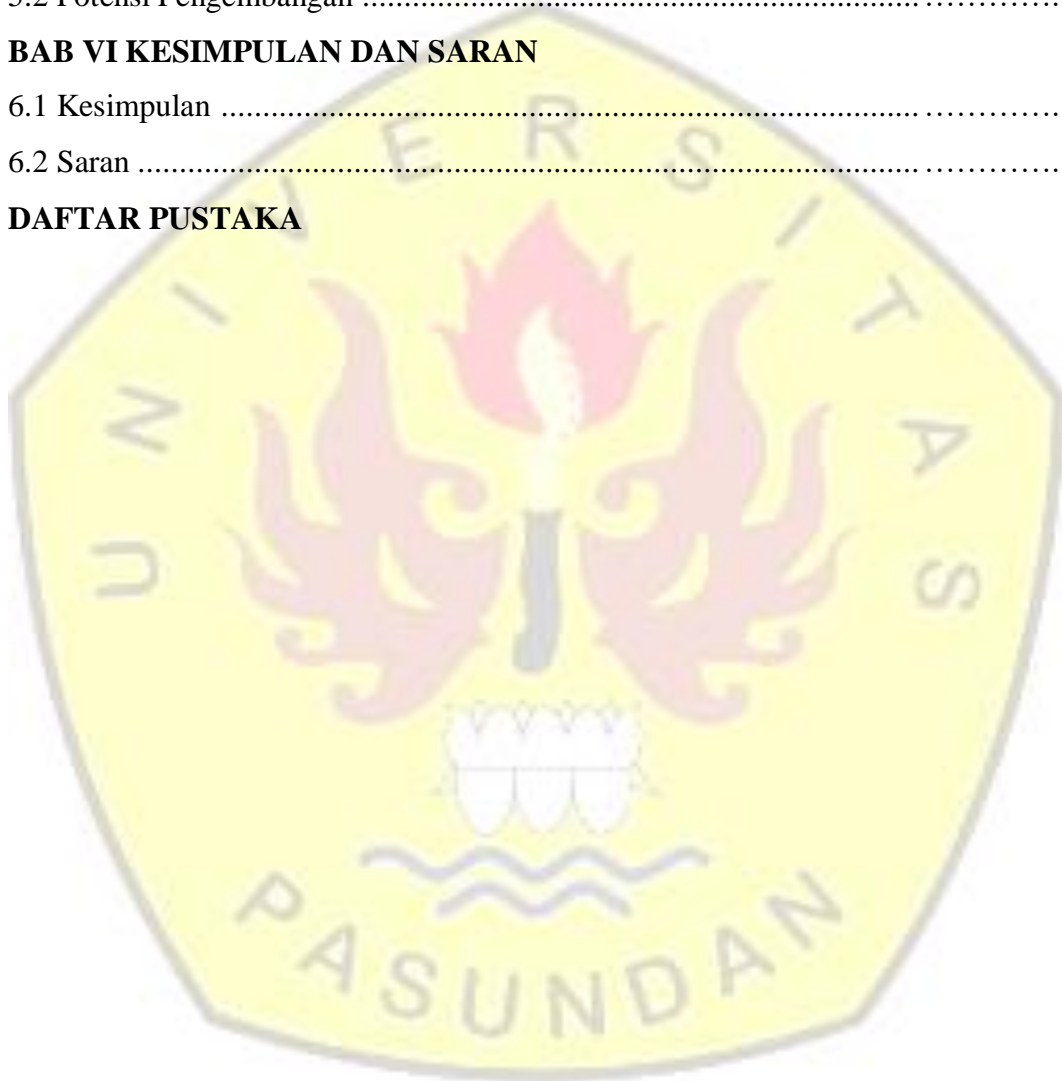 5.2 Potensi Pengembangan ................................................................................
BAB VI KESIMPULAN DAN SARAN
6.1 Kesimpulan ................................................................................
6.2 Saran ................................................................................
DAFTAR PUSTAKA
UNIVERSITAS
PASUNDAN